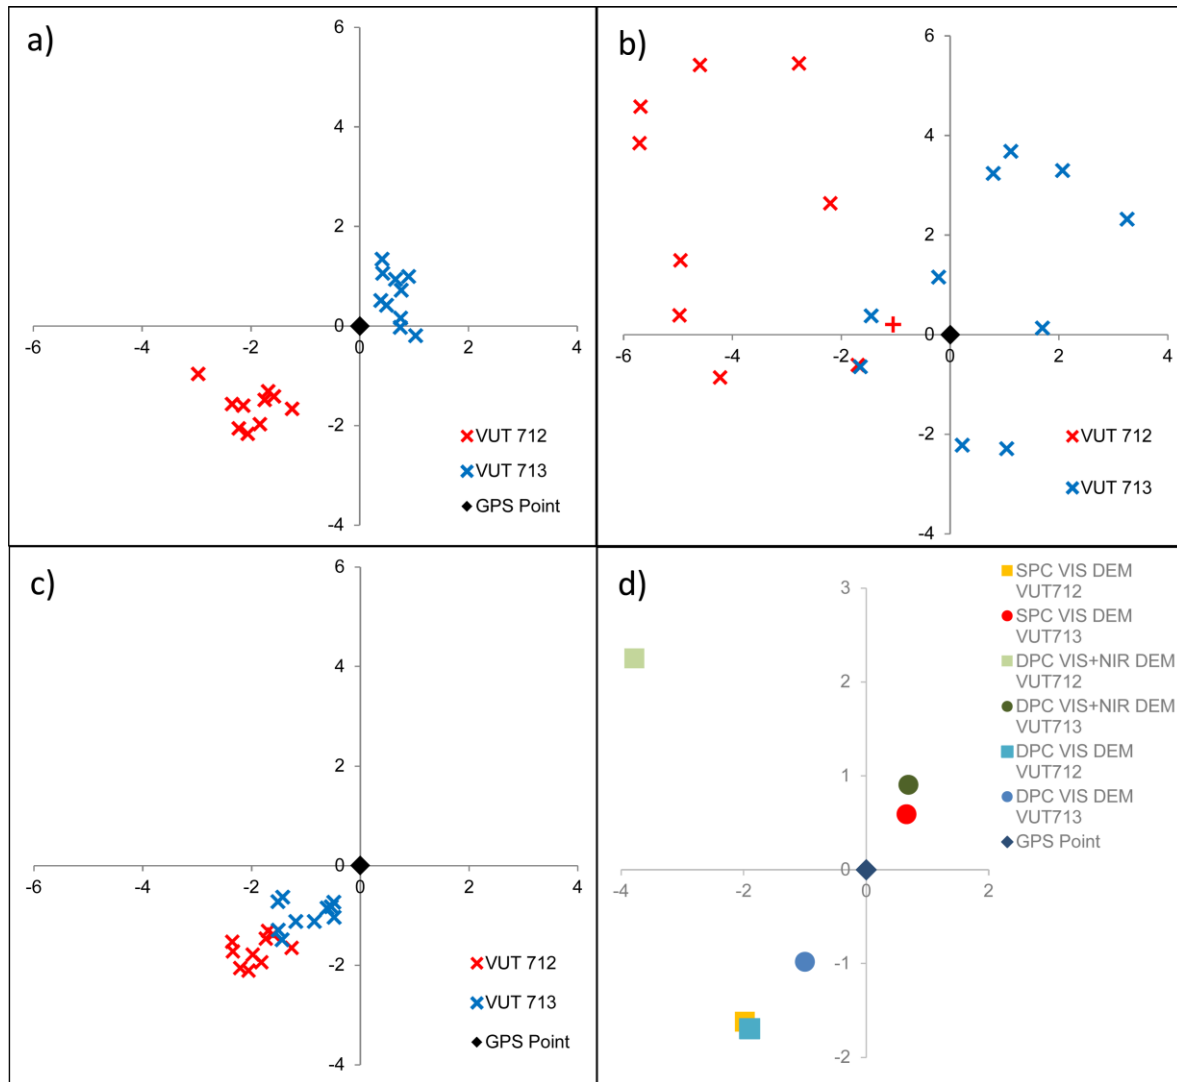 a)
6
4
2
0
-6
-4
-2
0
2
4
-2
-4
VUT 712
VUT 713
GPS Point
b)
6
4
2
0
-6
-4
-2
0
2
4
-2
-4
VUT 712
VUT 713
c)
6
4
2
0
-6
-4
-2
0
2
4
-2
-4
VUT 712
VUT 713
GPS Point
d)
3
2
1
0
-4
-2
0
2
-1
-2
SPC VIS DEM
VUT712
SPC VIS DEM
VUT713
DPC VIS+NIR DEM
VUT712
DPC VIS+NIR DEM
VUT713
DPC VIS DEM
VUT712
DPC VIS DEM
VUT713
GPS Point